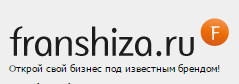 franshiza.ru F
Открой свой бизнес под известным брендом!